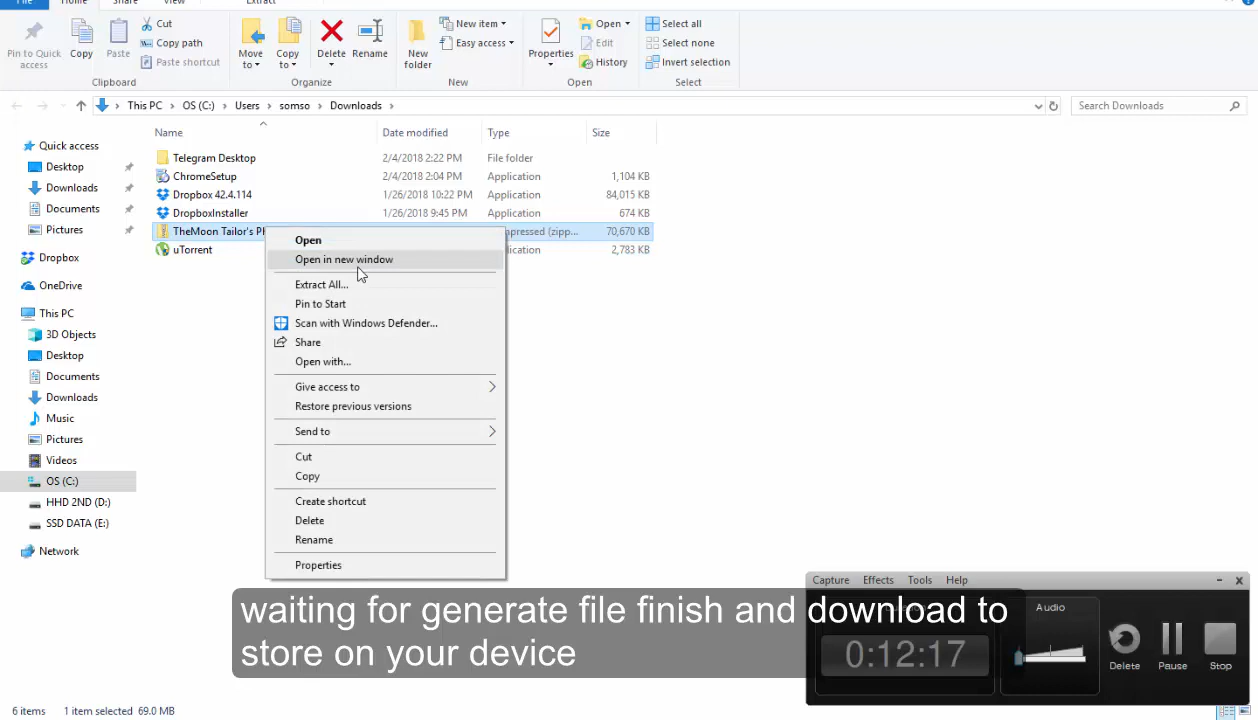 File Home Share View Extract
Cut
Copy path
Paste shortcut
Pin to Quick access
Copy
Paste
Move to
Copy to
Delete
Rename
New item
Easy access
New folder
Properties
Open
Edit
History
Select all
Select none
Invert selection
Clipboard Organize New Open Select
This PC OS (C:) Users somso Downloads
Search Downloads
Name Date modified Type Size
Telegram Desktop 2/4/2018 2:22 PM File folder
ChromeSetup 2/4/2018 2:04 PM Application 1,104 KB
Dropbox 42.4.114 1/26/2018 10:22 PM Application 84,015 KB
DropboxInstaller 1/26/2018 9:45 PM Application 674 KB
TheMoon Tailor's Pl mpressed (zipp... 70,670 KB
uTorrent lication 2,783 KB
Quick access
Desktop
Downloads
Documents
Pictures
Dropbox
OneDrive
This PC
3D Objects
Desktop
Documents
Downloads
Music
Pictures
Videos
OS (C:)
HHD 2ND (D:)
SSD DATA (E:)
Network
Open
Open in new window
Extract All...
Pin to Start
Scan with Windows Defender...
Share
Open with...
Give access to
Restore previous versions
Send to
Cut
Copy
Create shortcut
Delete
Rename
Properties
waiting for generate file finish and download to
store on your device
Capture Effects Tools Help
Audio
0:12:17
Delete Pause Stop
6 items 1 item selected 69.0 MB